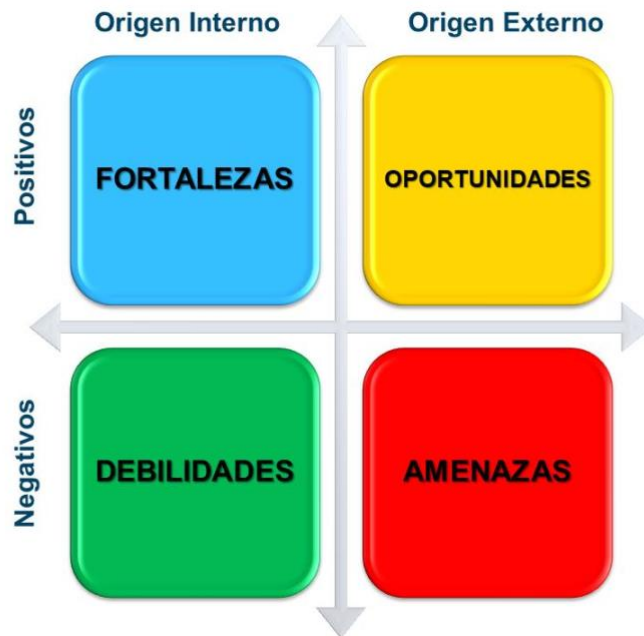 Origen Interno
Origen Externo
Positivos
FORTALEZAS
OPORTUNIDADES
Negativos
DEBILIDADES
AMENAZAS